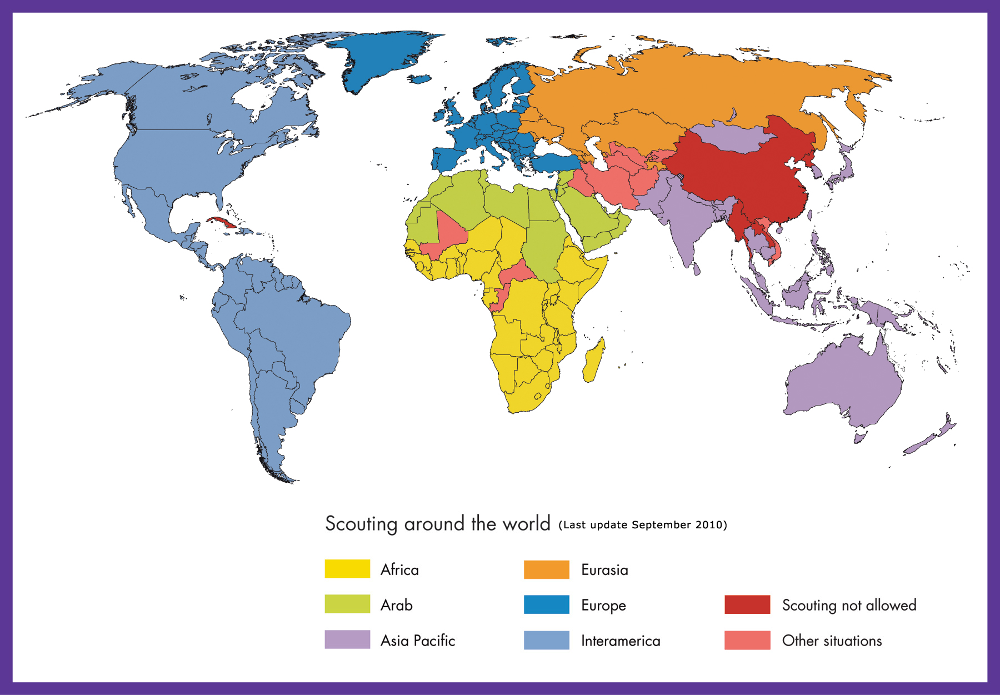 Scouting around the world (Last update September 2010)
Africa
Eurasia
Arab
Europe
Scouting not allowed
Asia Pacific
Interamerica
Other situations